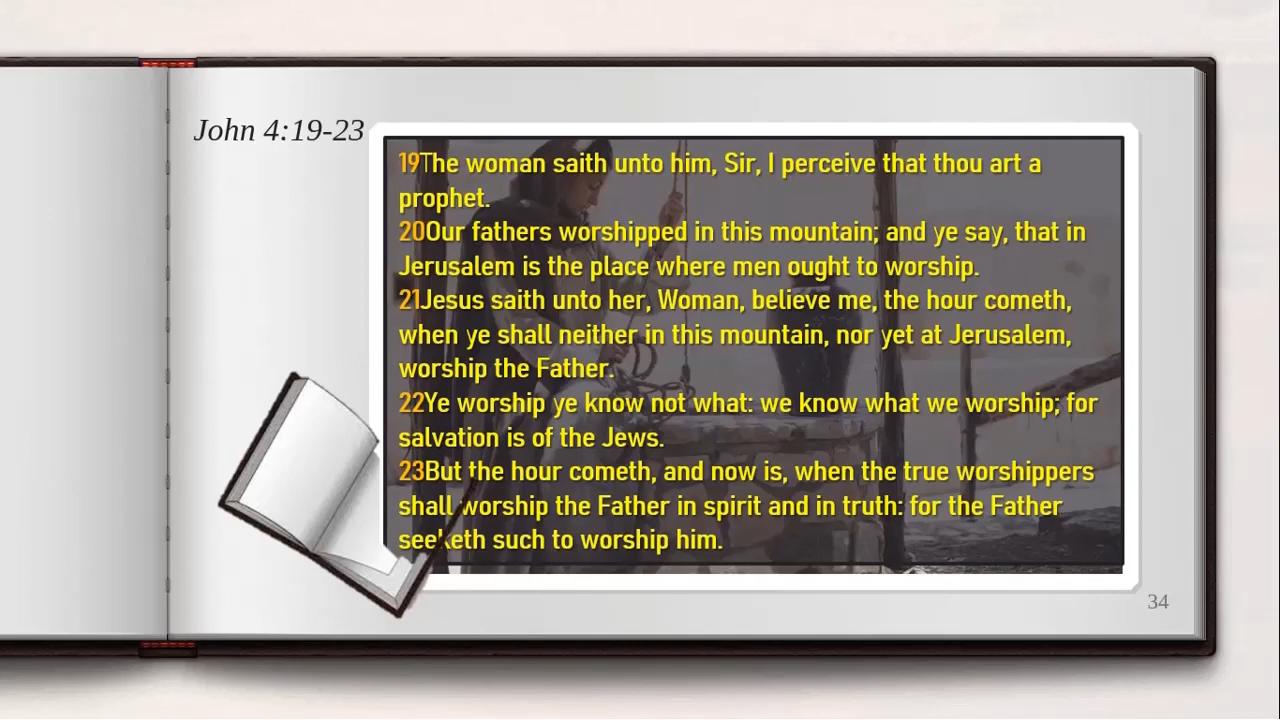 John 4:19-23
19The woman saith unto him, Sir, I perceive that thou art a
prophet.
20Our fathers worshipped in this mountain; and ye say, that in
Jerusalem is the place where men ought to worship.
21Jesus saith unto her, Woman, believe me, the hour cometh,
when ye shall neither in this mountain, nor yet at Jerusalem,
worship the Father.
22Ye worship ye know not what: we know what we worship; for
salvation is of the Jews.
23But the hour cometh, and now is, when the true worshippers
shall worship the Father in spirit and in truth: for the Father
seeketh such to worship him.
34